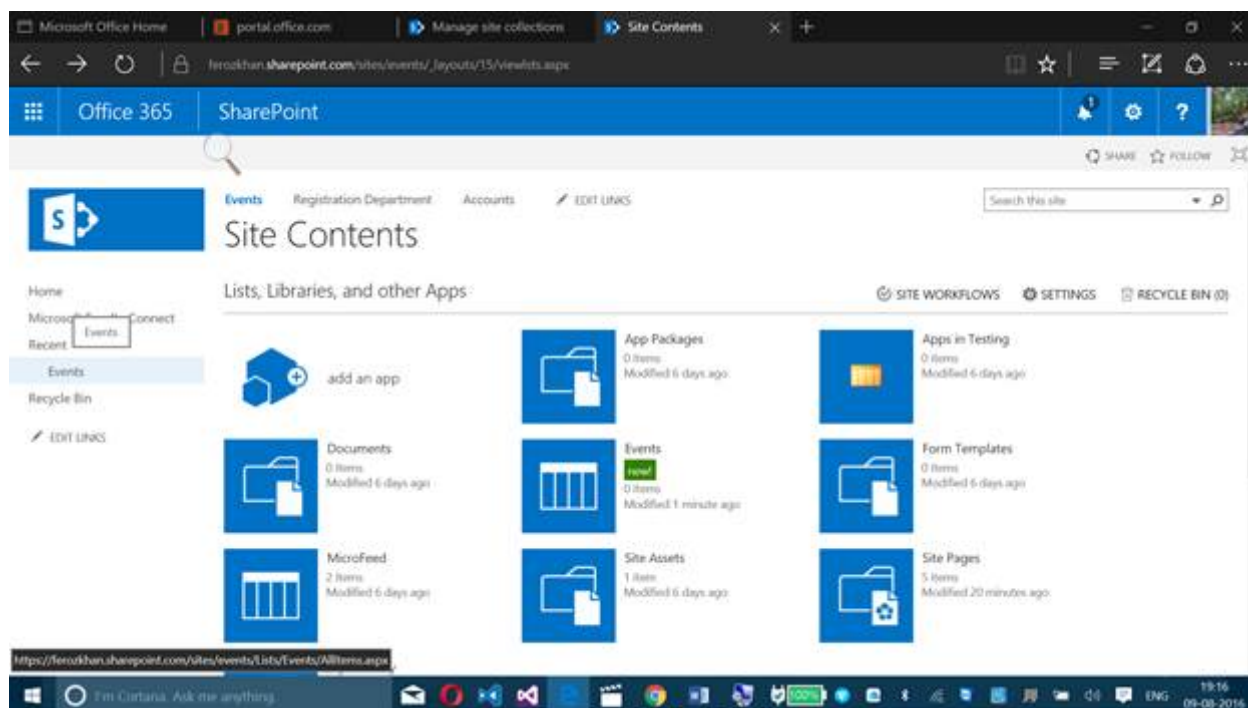 Microsoft Office Home
portal.office.com
Manage site collections
Site Contents
ferozkhan.sharepoint.com/sites/events/_layouts/15/viewlsts.aspx
Office 365
SharePoint
1
?
SHARE
FOLLOW
S
Events
Registration Department
Accounts
EDIT LINKS
Search this site
Site Contents
Home
Connect
Events
Recent
Events
Recycle Bin
EDIT LINKS
Lists, Libraries, and other Apps
SITE WORKFLOWS
SETTINGS
RECYCLE BIN (0)
add an app
App Packages
0 items
Modified 6 days ago
Apps in Testing
0 items
Modified 6 days ago
Documents
0 items
Modified 6 days ago
Events
new!
0 items
Modified 1 minute ago
Form Templates
0 items
Modified 6 days ago
MicroFeed
2 items
Modified 6 days ago
Site Assets
1 item
Modified 6 days ago
Site Pages
5 items
Modified 20 minutes ago
https://ferozkhan.sharepoint.com/sites/events/Lists/Events/AllItems.aspx
I'm Cortana. Ask me anything.
100%
ENG
19:16
09-08-2016